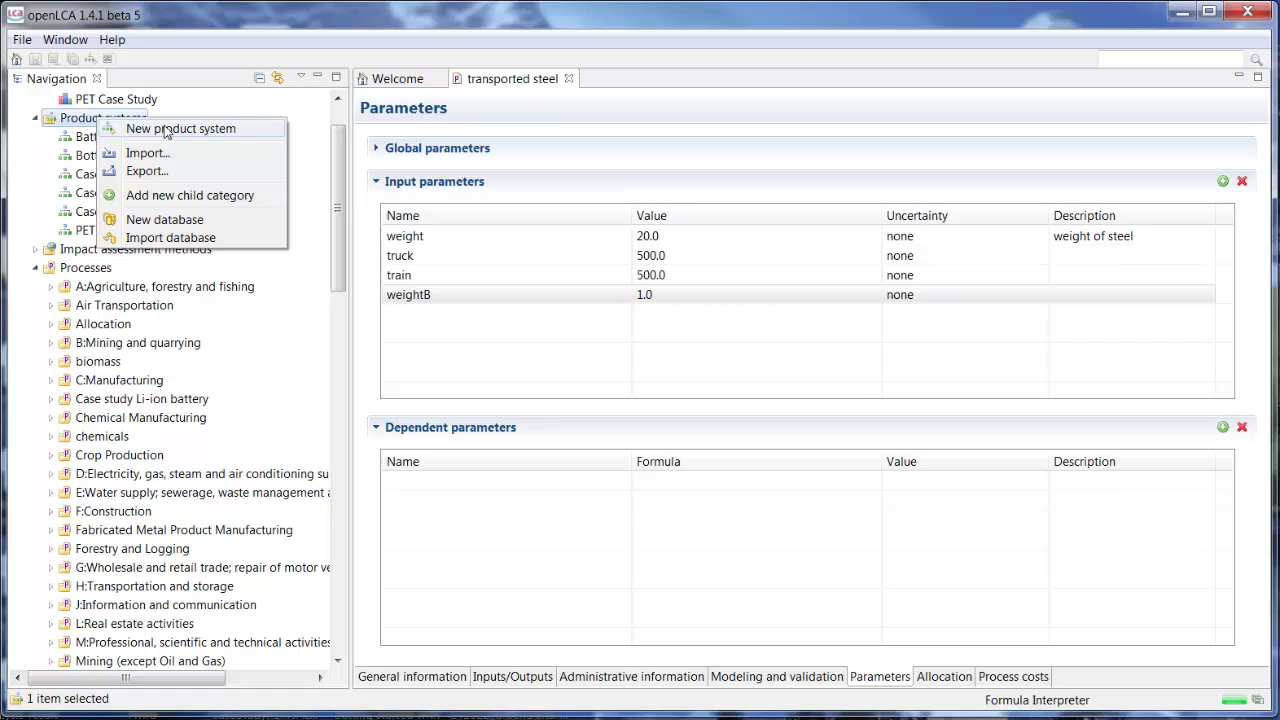 openLCA 1.4.1 beta 5
File Window Help
Navigation
Welcome
transported steel
PET Case Study
Product systems
New product system
Import...
Export...
Add new child category
New database
Import database
Batt
Bott
Case
Case
Case
PET
Impact assessment methods
Processes
A:Agriculture, forestry and fishing
Air Transportation
Allocation
B:Mining and quarrying
biomass
C:Manufacturing
Case study Li-ion battery
Chemical Manufacturing
chemicals
Crop Production
D:Electricity, gas, steam and air conditioning su
E:Water supply; sewerage, waste management a
F:Construction
Fabricated Metal Product Manufacturing
Forestry and Logging
G:Wholesale and retail trade; repair of motor ve
H:Transportation and storage
J:Information and communication
L:Real estate activities
M:Professional, scientific and technical activities
Mining (except Oil and Gas)
Parameters
Global parameters
Input parameters
Name Value Uncertainty Description
weight 20.0 none weight of steel
truck 500.0 none
train 500.0 none
weightB 1.0 none
Dependent parameters
Name Formula Value Description
General information Inputs/Outputs Administrative information Modeling and validation Parameters Allocation Process costs
1 item selected
Formula Interpreter